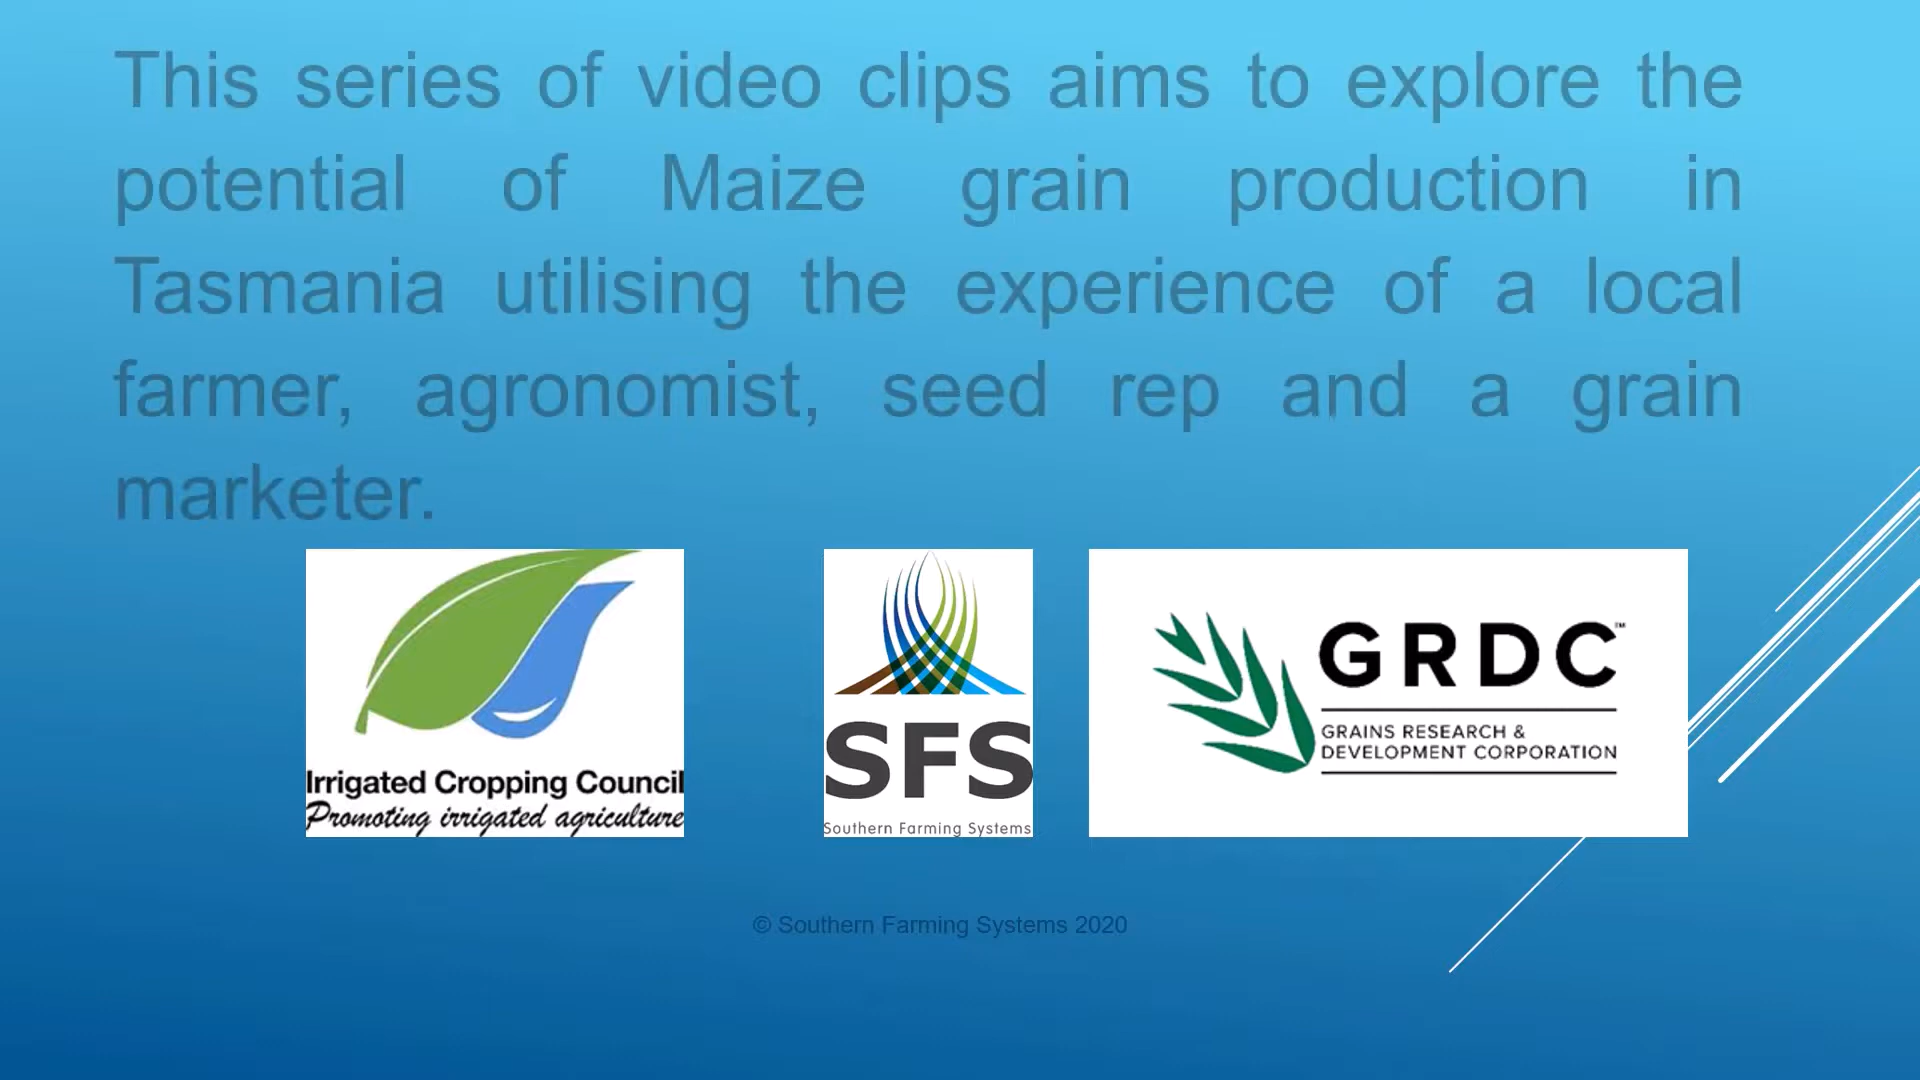 This series of video clips aims to explore the
potential of Maize grain production in
Tasmania utilising the experience of a local
farmer, agronomist, seed rep and a grain
marketer.
Irrigated Cropping Council
Promoting irrigated agriculture
SFS
Southern Farming Systems
GRDC™
GRAINS RESEARCH &
DEVELOPMENT CORPORATION
© Southern Farming Systems 2020